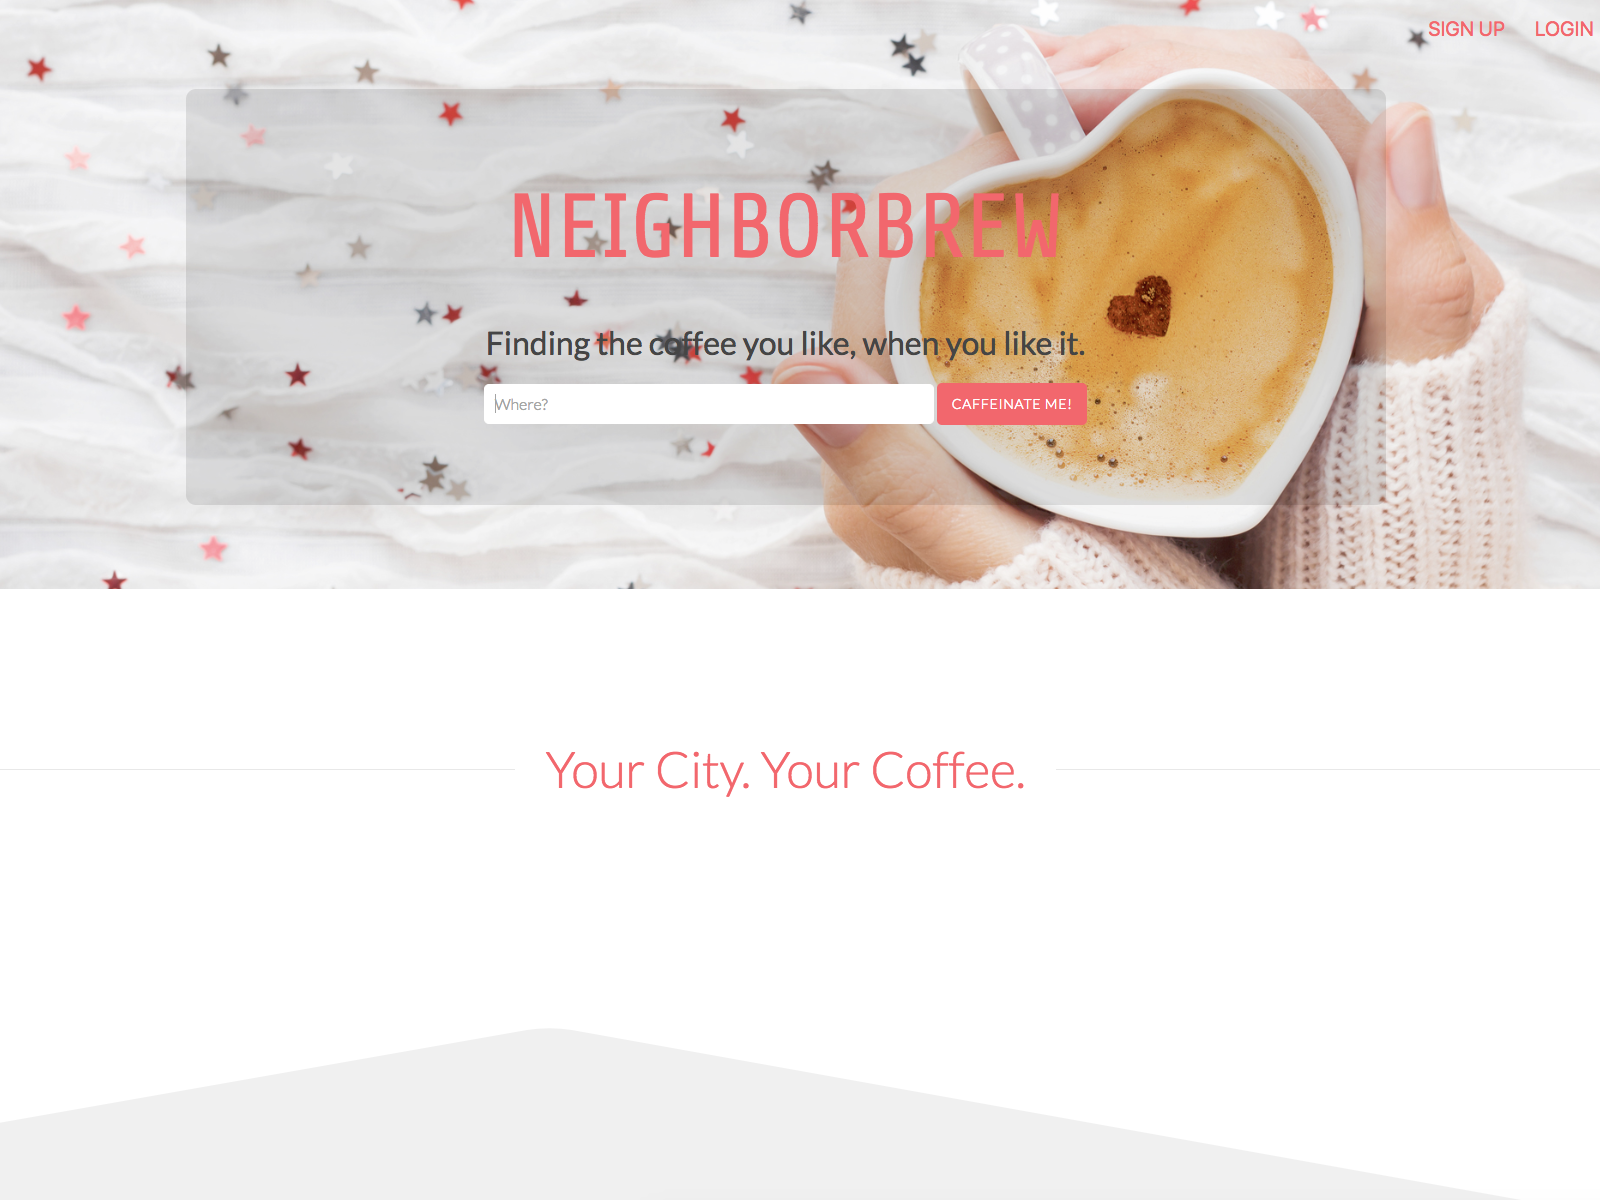 SIGN UP LOGIN
NEIGHBORBREW
Finding the coffee you like, when you like it.
Where? CAFFEINATE ME!
Your City. Your Coffee.